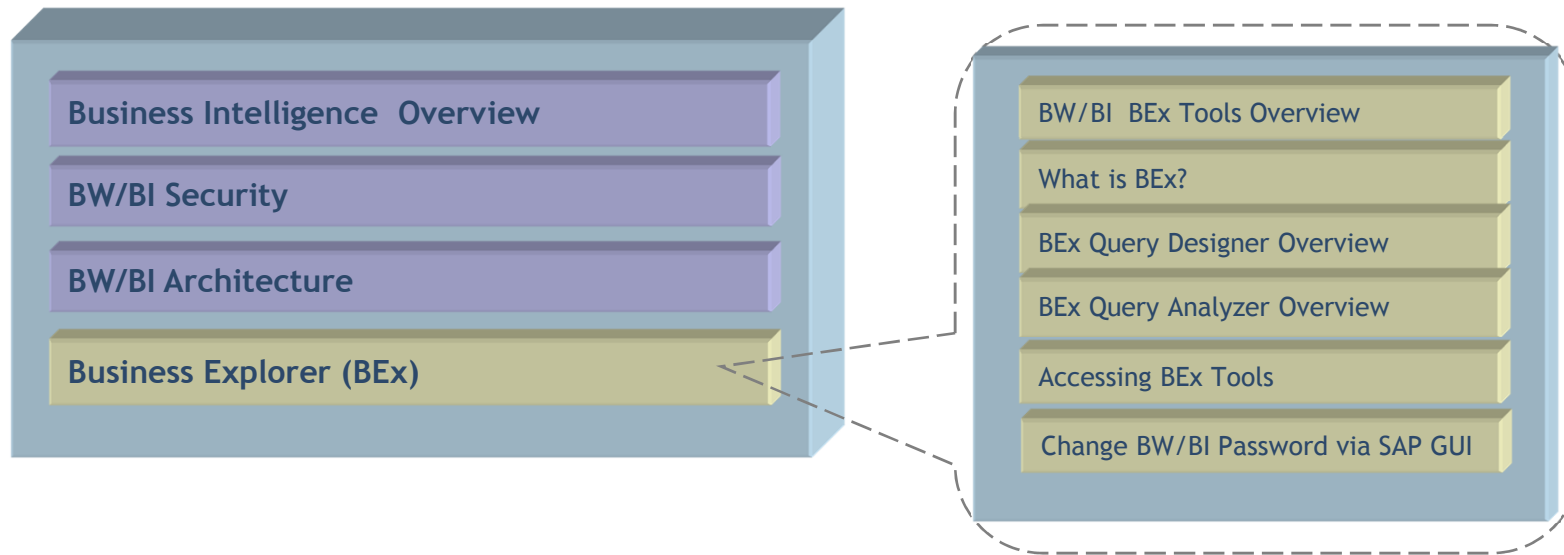 Business Intelligence  Overview
BW/BI Security
BW/BI Architecture
Business Explorer (BEx)
BW/BI  BEx Tools Overview
What is BEx?
BEx Query Designer Overview
BEx Query Analyzer Overview
Accessing BEx Tools
Change BW/BI Password via SAP GUI